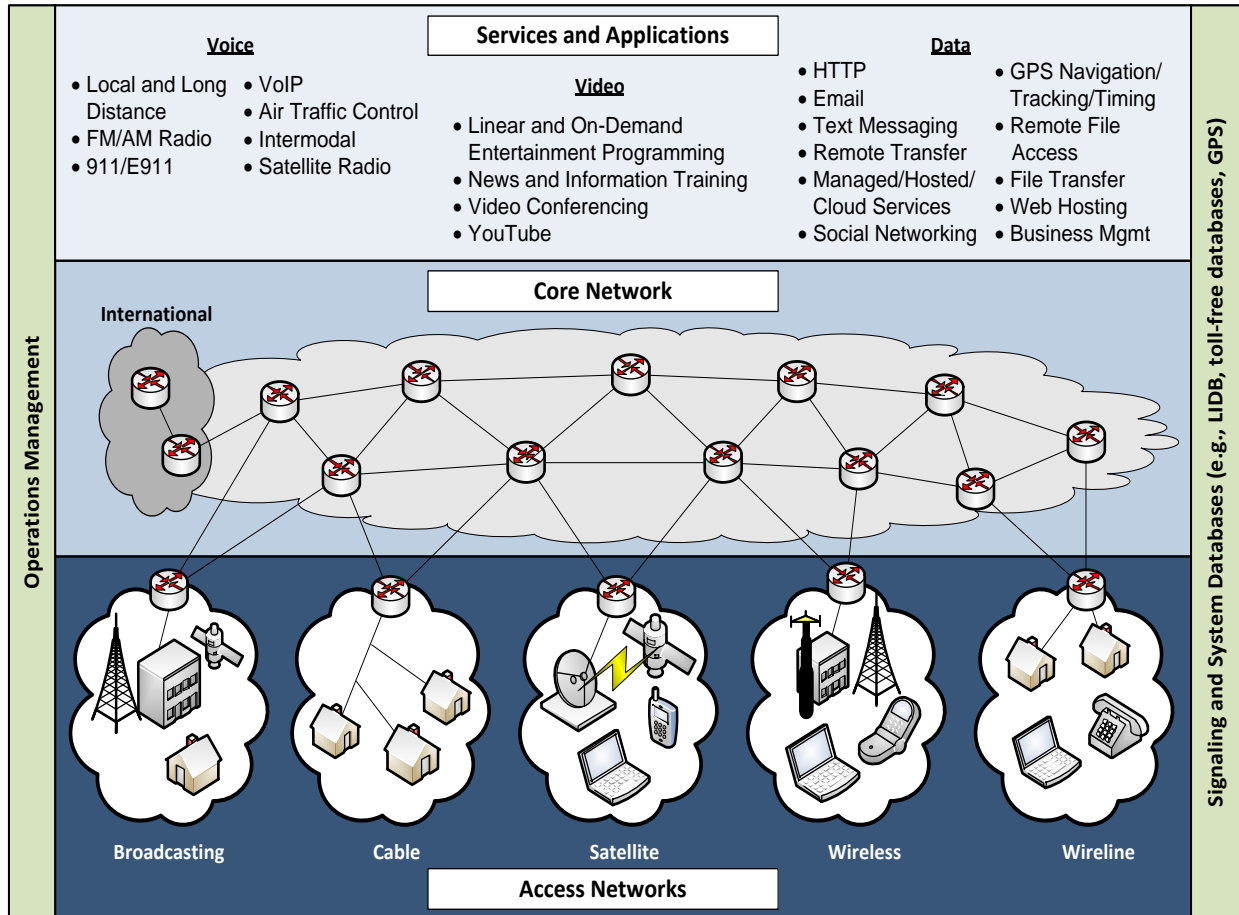 Operations Management
Services and Applications
Voice
• Local and Long
Distance
• FM/AM Radio
• 911/E911
• VoIP
• Air Traffic Control
• Intermodal
• Satellite Radio
Video
• Linear and On-Demand
Entertainment Programming
• News and Information Training
• Video Conferencing
• YouTube
Data
• HTTP
• Email
• Text Messaging
• Remote Transfer
• Managed/Hosted/
Cloud Services
• Social Networking
• GPS Navigation/
Tracking/Timing
• Remote File
Access
• File Transfer
• Web Hosting
• Business Mgmt
Core Network
International
Broadcasting
Cable
Satellite
Wireless
Wireline
Access Networks
Signaling and System Databases (e.g., LIDB, toll-free databases, GPS)